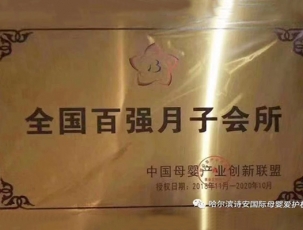 全国百强月子会所
中国母婴产业创新联盟
授权日期：2018年11月—2020年10月
哈尔滨诗安国际母婴爱护